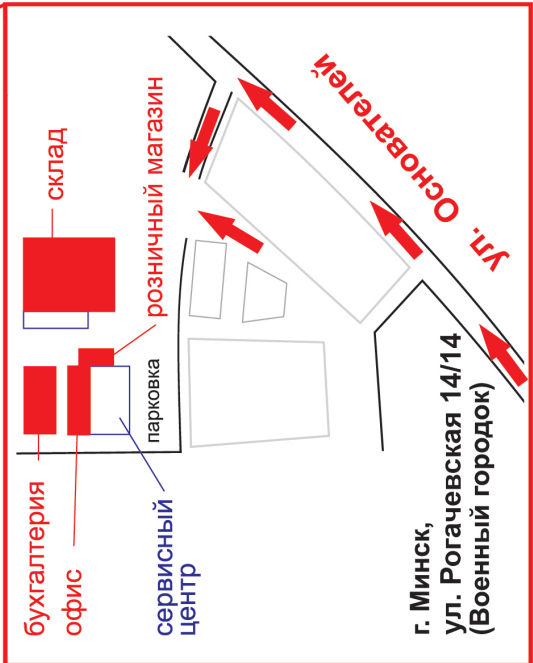 бухгалтерия
офис
сервисный
центр
парковка
розничный магазин
склад
ул. Основателей
г. Минск,
ул. Рогачевская 14/14
(Военный городок)